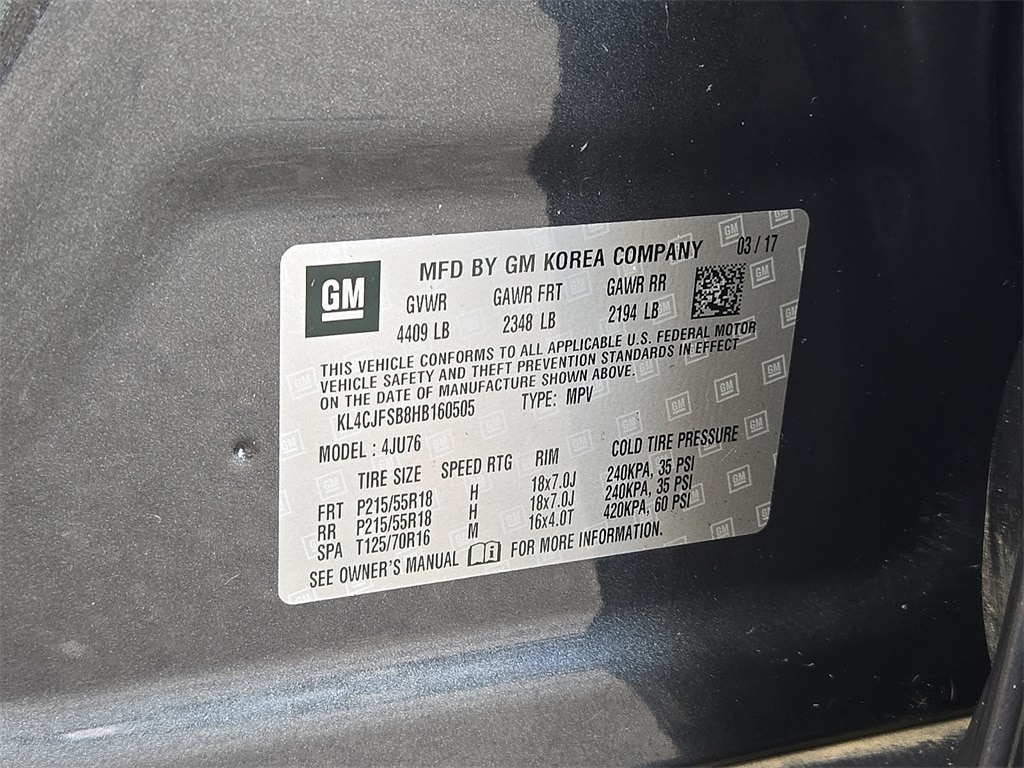 GM
MFD BY GM KOREA COMPANY 03 / 17
GVWR GAWR FRT GAWR RR
4409 LB 2348 LB 2194 LB
THIS VEHICLE CONFORMS TO ALL APPLICABLE U.S. FEDERAL MOTOR
VEHICLE SAFETY AND THEFT PREVENTION STANDARDS IN EFFECT
ON THE DATE OF MANUFACTURE SHOWN ABOVE.
KL4CJFSB8HB160505 TYPE: MPV
MODEL : 4JU76
TIRE SIZE SPEED RTG RIM COLD TIRE PRESSURE
FRT P215/55R18 H 18x7.0J 240KPA, 35 PSI
RR P215/55R18 H 18x7.0J 240KPA, 35 PSI
SPA T125/70R16 M 16x4.0T 420KPA, 60 PSI
SEE OWNER'S MANUAL FOR MORE INFORMATION.